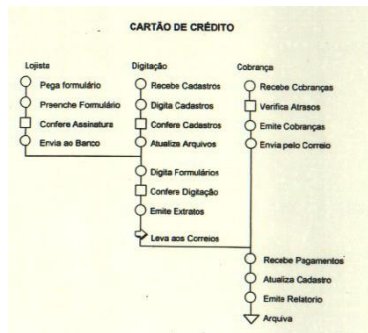 CARTÃO DE CRÉDITO
Lojista
Pega formulário
Preenche Formulário
Confere Assinatura
Envia ao Banco
Digitação
Recebe Cadastros
Digita Cadastros
Confere Cadastros
Atualiza Arquivos
Digita Formulários
Confere Digitação
Emite Extratos
Leva aos Correios
Cobrança
Recebe Cobranças
Verifica Atrasos
Emite Cobranças
Envia pelo Correio
Recebe Pagamentos
Atualiza Cadastro
Emite Relatorio
Arquiva